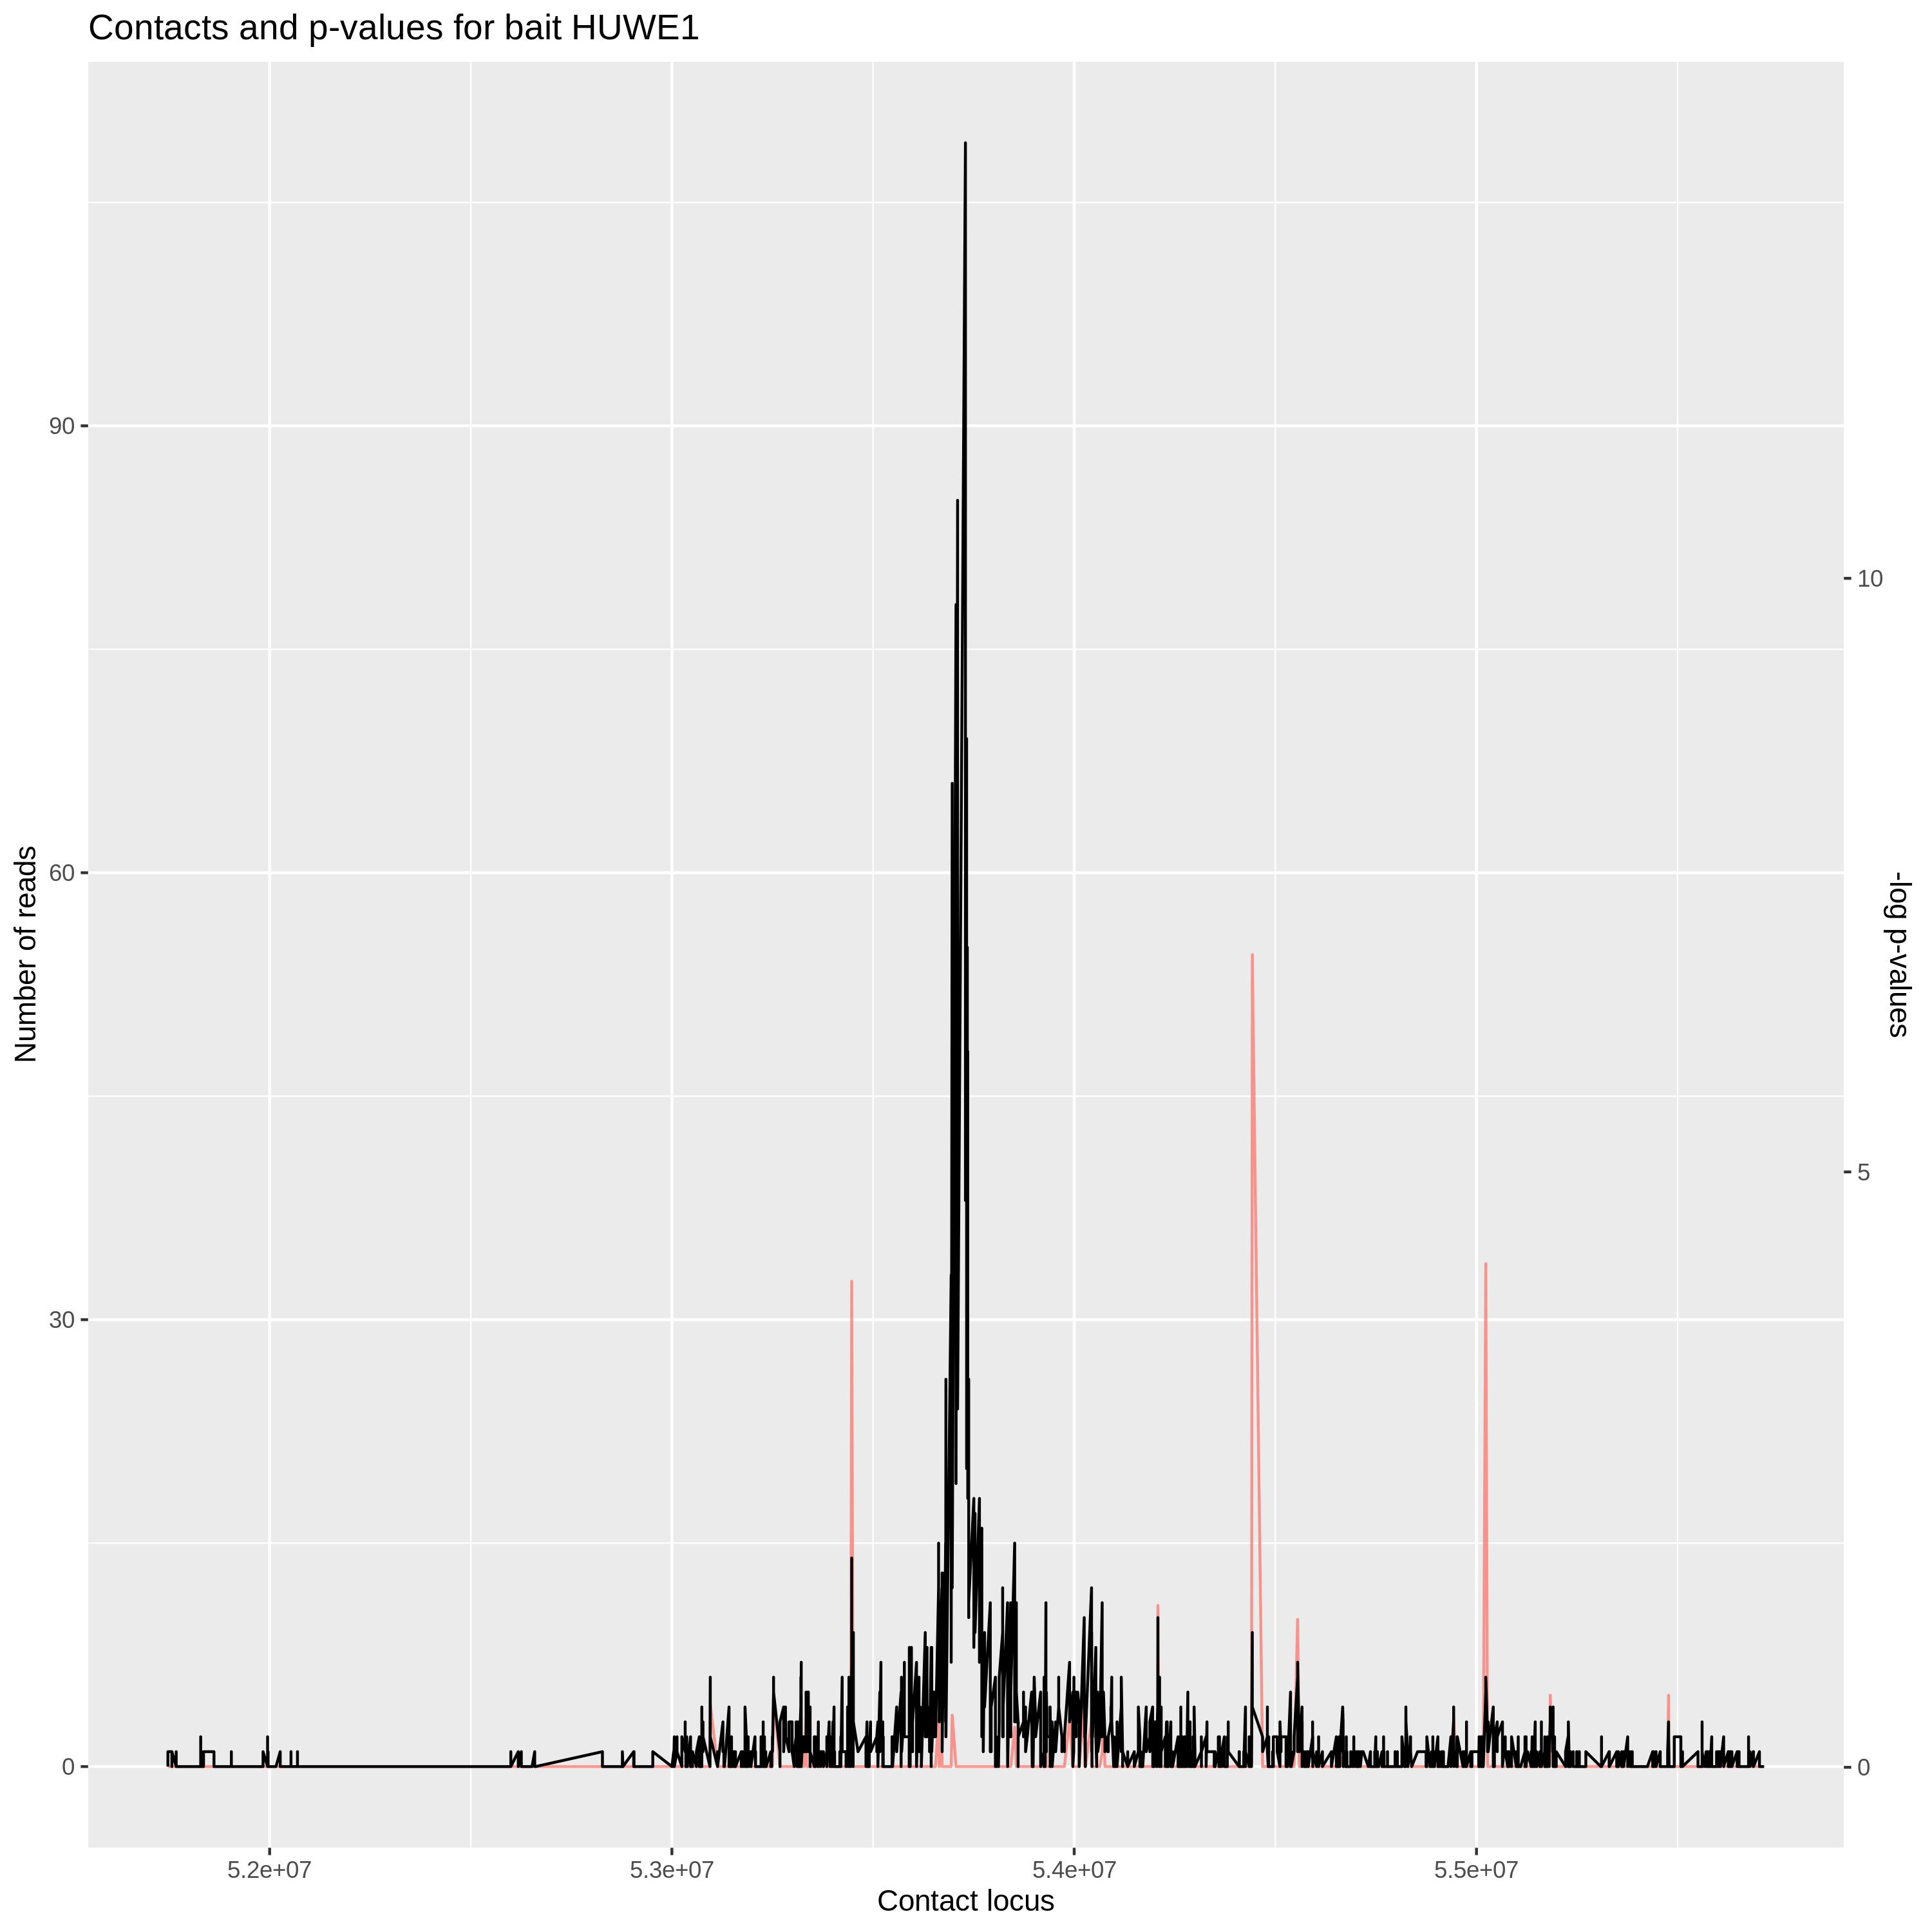 Contacts and p-values for bait HUWE1
90
60
30
0
Number of reads
10
5
0
-log p-values
5.2e+07 5.3e+07 5.4e+07 5.5e+07
Contact locus